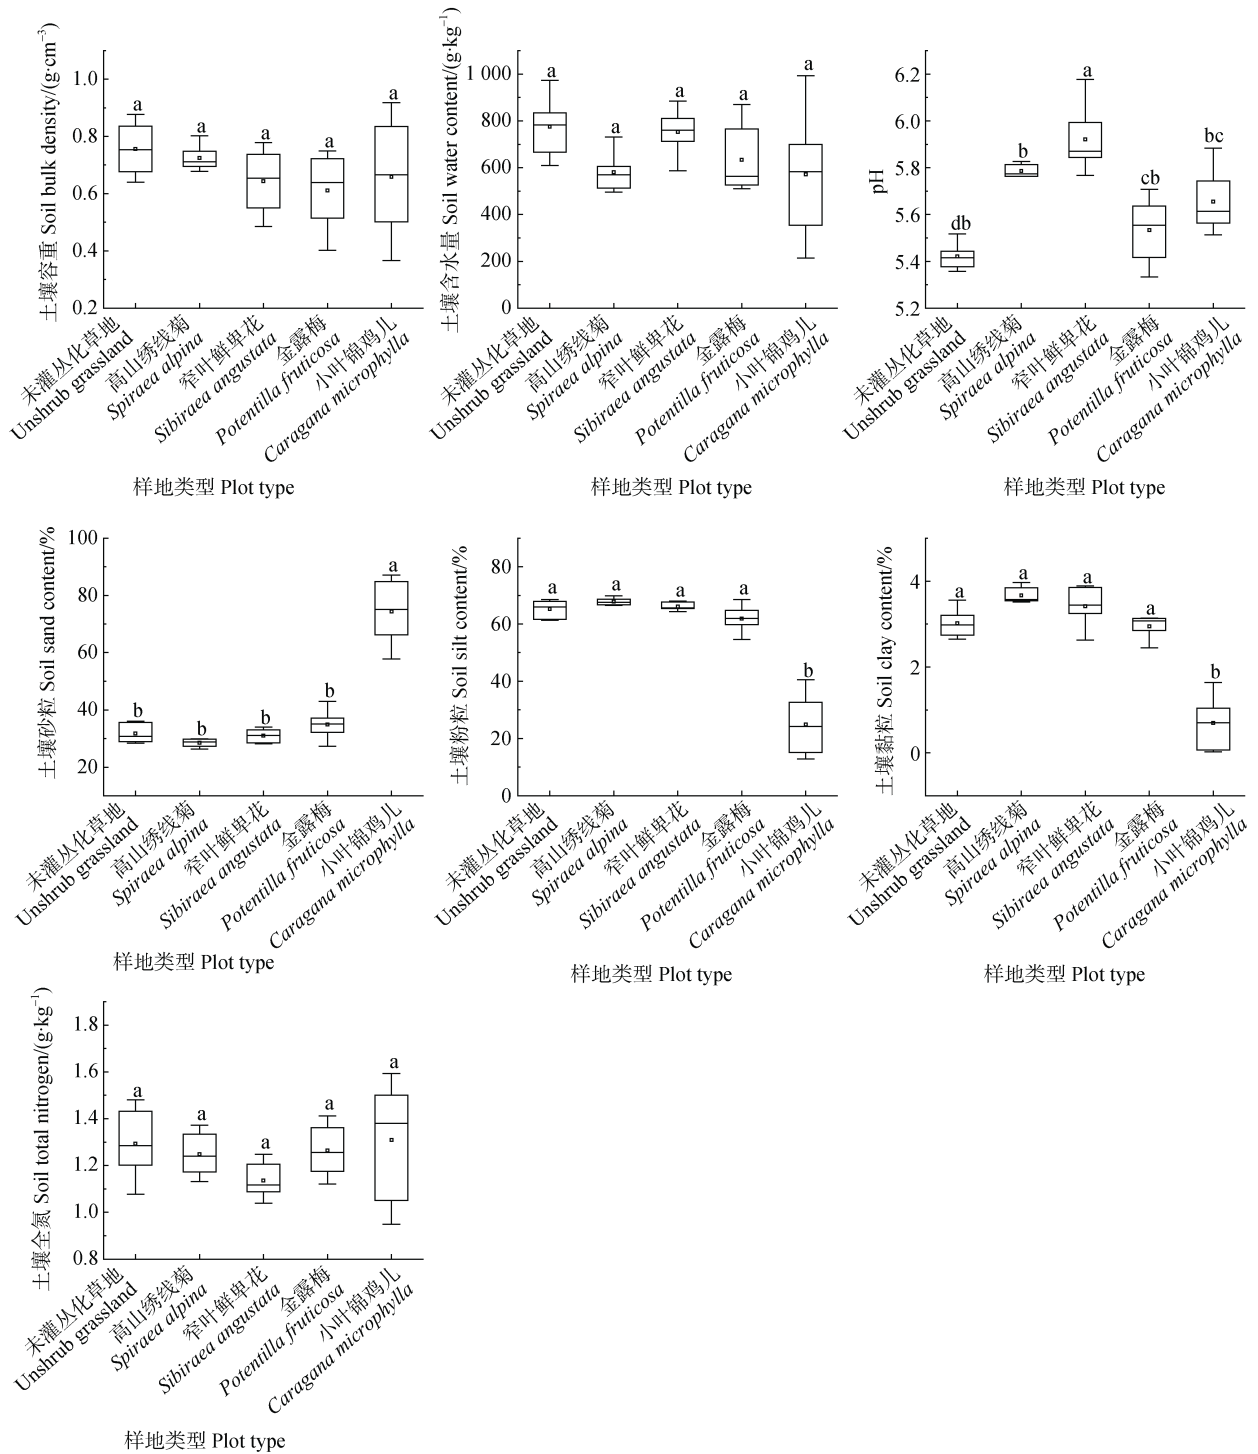 土壤容重 Soil bulk density/(g·cm⁻³)
1.0
0.8
0.6
0.4
0.2
a
a
a
a
a
未灌丛化草地
Unshrub grassland
高山绣线菊
Spiraea alpina
窄叶鲜卑花
Sibiraea angustata
金露梅
Potentilla fruticosa
小叶锦鸡儿
Caragana microphylla
样地类型 Plot type
土壤含水量 Soil water content/(g·kg⁻¹)
1 000
800
600
400
200
0
a
a
a
a
a
未灌丛化草地
Unshrub grassland
高山绣线菊
Spiraea alpina
窄叶鲜卑花
Sibiraea angustata
金露梅
Potentilla fruticosa
小叶锦鸡儿
Caragana microphylla
样地类型 Plot type
pH
6.2
6.0
5.8
5.6
5.4
5.2
db
b
a
cb
bc
未灌丛化草地
Unshrub grassland
高山绣线菊
Spiraea alpina
窄叶鲜卑花
Sibiraea angustata
金露梅
Potentilla fruticosa
小叶锦鸡儿
Caragana microphylla
样地类型 Plot type
土壤砂粒 Soil sand content/%
100
80
60
40
20
b
b
b
b
a
未灌丛化草地
Unshrub grassland
高山绣线菊
Spiraea alpina
窄叶鲜卑花
Sibiraea angustata
金露梅
Potentilla fruticosa
小叶锦鸡儿
Caragana microphylla
样地类型 Plot type
土壤粉粒 Soil silt content/%
80
60
40
20
0
a
a
a
a
b
未灌丛化草地
Unshrub grassland
高山绣线菊
Spiraea alpina
窄叶鲜卑花
Sibiraea angustata
金露梅
Potentilla fruticosa
小叶锦鸡儿
Caragana microphylla
样地类型 Plot type
土壤黏粒 Soil clay content/%
4
2
0
a
a
a
a
b
未灌丛化草地
Unshrub grassland
高山绣线菊
Spiraea alpina
窄叶鲜卑花
Sibiraea angustata
金露梅
Potentilla fruticosa
小叶锦鸡儿
Caragana microphylla
样地类型 Plot type
土壤全氮 Soil total nitrogen/(g·kg⁻¹)
1.8
1.6
1.4
1.2
1.0
0.8
a
a
a
a
a
未灌丛化草地
Unshrub grassland
高山绣线菊
Spiraea alpina
窄叶鲜卑花
Sibiraea angustata
金露梅
Potentilla fruticosa
小叶锦鸡儿
Caragana microphylla
样地类型 Plot type